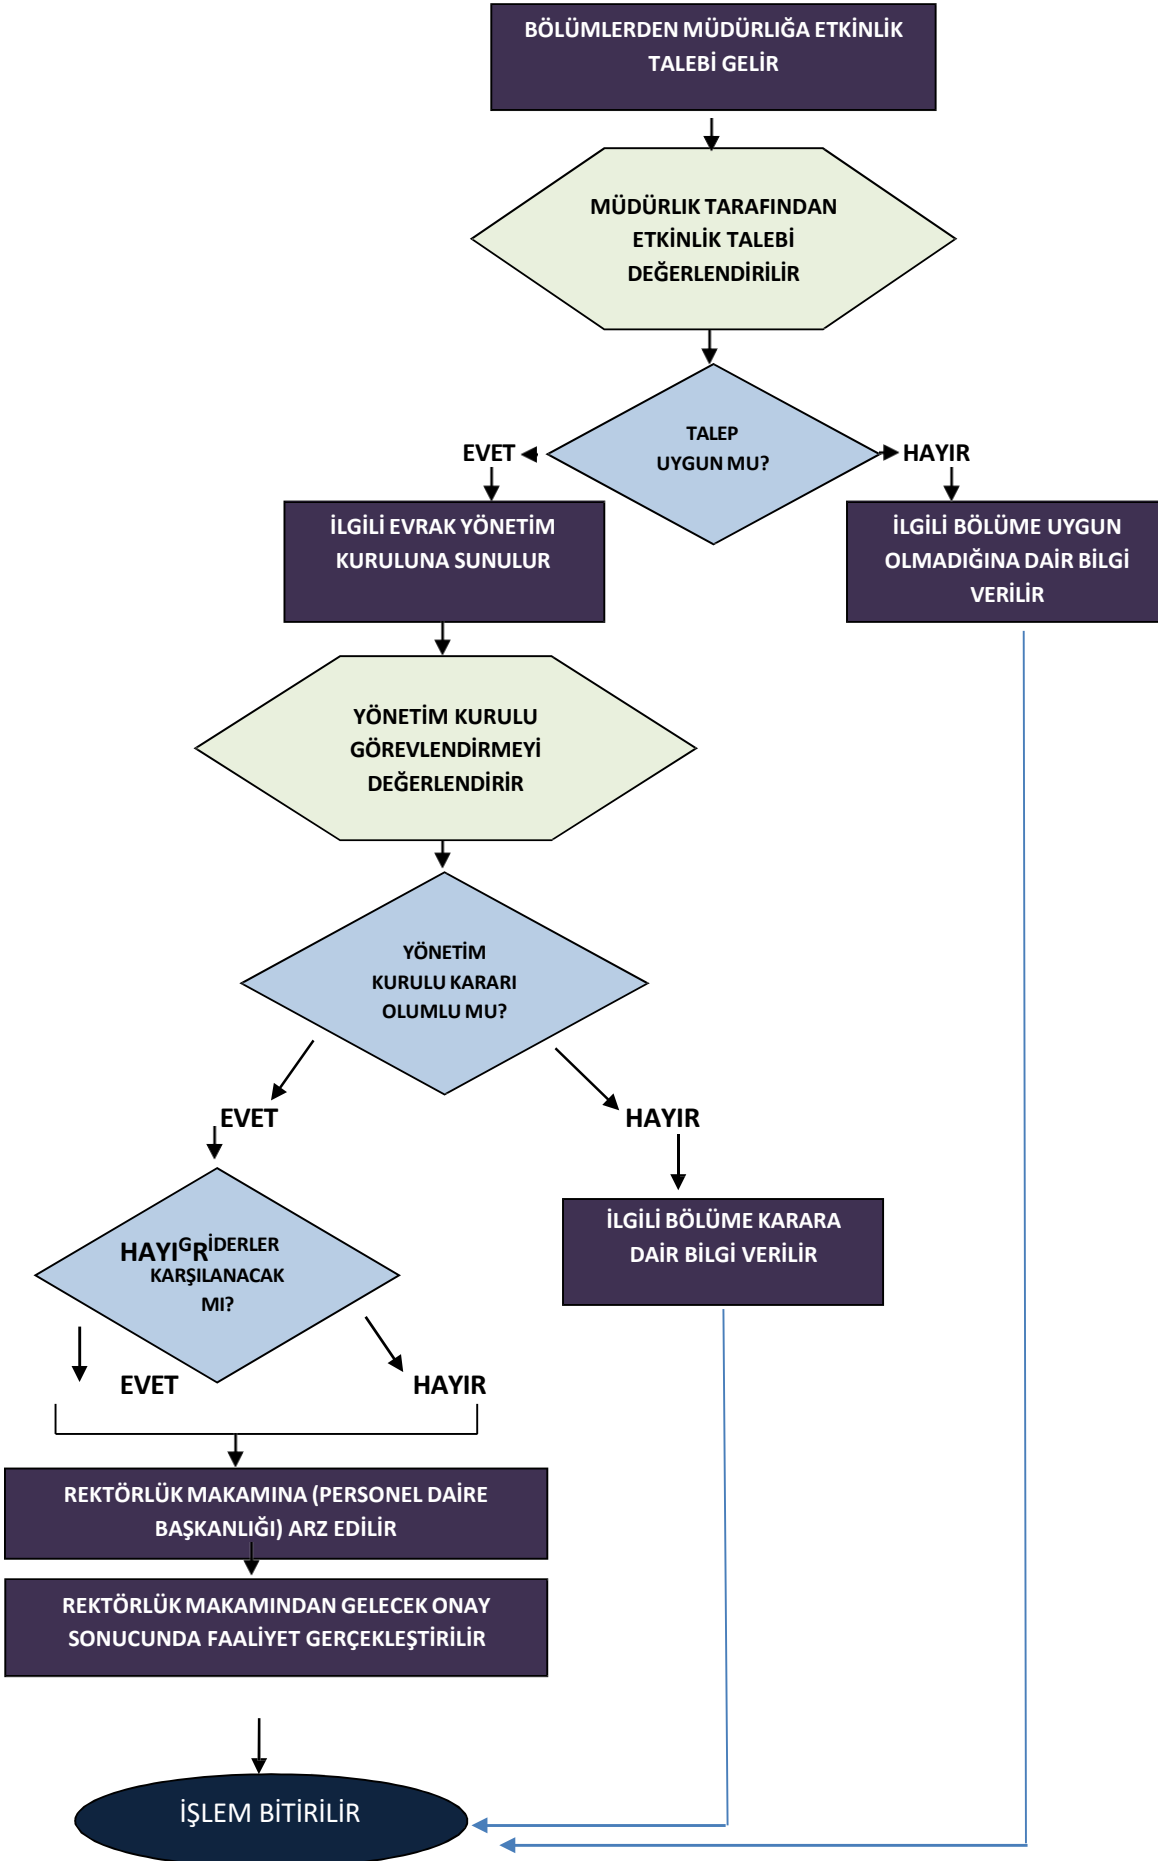 BÖLÜMLERDEN MÜDÜRLIĞA ETKİNLİK
TALEBİ GELİR
MÜDÜRLIK TARAFINDAN
ETKİNLİK TALEBİ
DEĞERLENDİRİLİR
TALEP
UYGUN MU?
EVET
HAYIR
İLGİLİ EVRAK YÖNETİM
KURULUNA SUNULUR
İLGİLİ BÖLÜME UYGUN
OLMADIĞINA DAİR BİLGİ
VERİLİR
YÖNETİM KURULU
GÖREVLENDİRMEYİ
DEĞERLENDİRİR
YÖNETİM
KURULU KARARI
OLUMLU MU?
EVET
HAYIR
İLGİLİ BÖLÜME KARARA
DAİR BİLGİ VERİLİR
HAYIR
GİDERLER
KARŞILANACAK
MI?
EVET
HAYIR
REKTÖRLÜK MAKAMINA (PERSONEL DAİRE
BAŞKANLIĞI) ARZ EDİLİR
REKTÖRLÜK MAKAMINDAN GELECEK ONAY
SONUCUNDA FAALİYET GERÇEKLEŞTİRİLİR
İŞLEM BİTİRİLİR